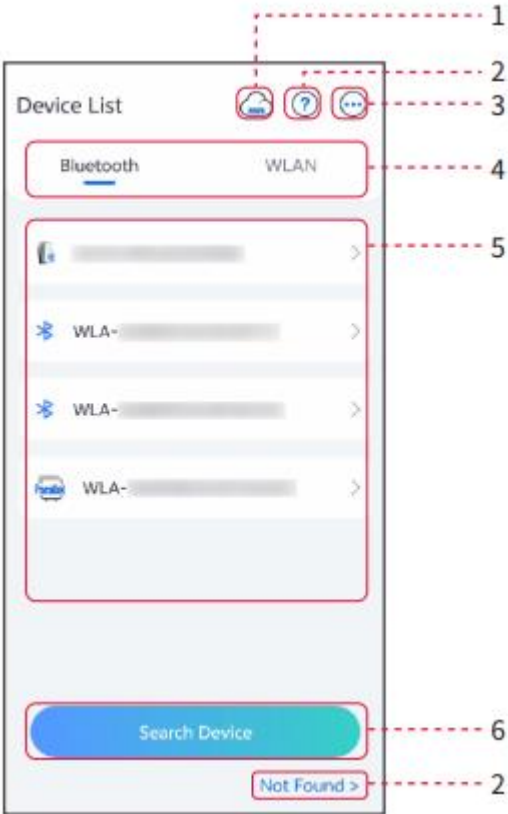 1
2
Device List ? 3
Bluetooth WLAN 4
5
WLA-
WLA-
WLA-
Search Device 6
Not Found > 2